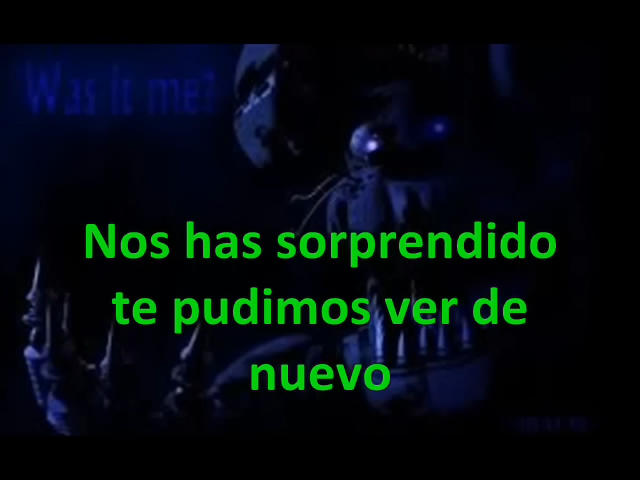 Was it me?
Nos has sorprendido
te pudimos ver de
nuevo